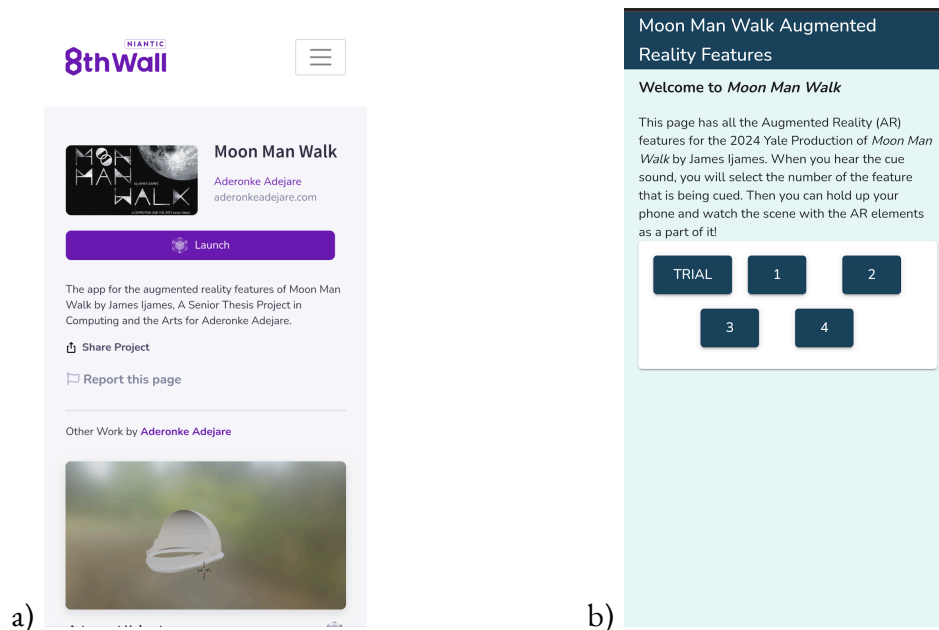 NIANTIC
8thWall
Moon Man Walk
Aderonke Adejare
aderonkeadejare.com
MOON
MAN
WALK
Launch
The app for the augmented reality features of Moon Man
Walk by James Ijames, A Senior Thesis Project in
Computing and the Arts for Aderonke Adejare.
Share Project
Report this page
Other Work by Aderonke Adejare
a)
Moon Man Walk Augmented
Reality Features
Welcome to Moon Man Walk
This page has all the Augmented Reality (AR)
features for the 2024 Yale Production of Moon Man
Walk by James Ijames. When you hear the cue
sound, you will select the number of the feature
that is being cued. Then you can hold up your
phone and watch the scene with the AR elements
as a part of it!
TRIAL 1 2
3 4
b)